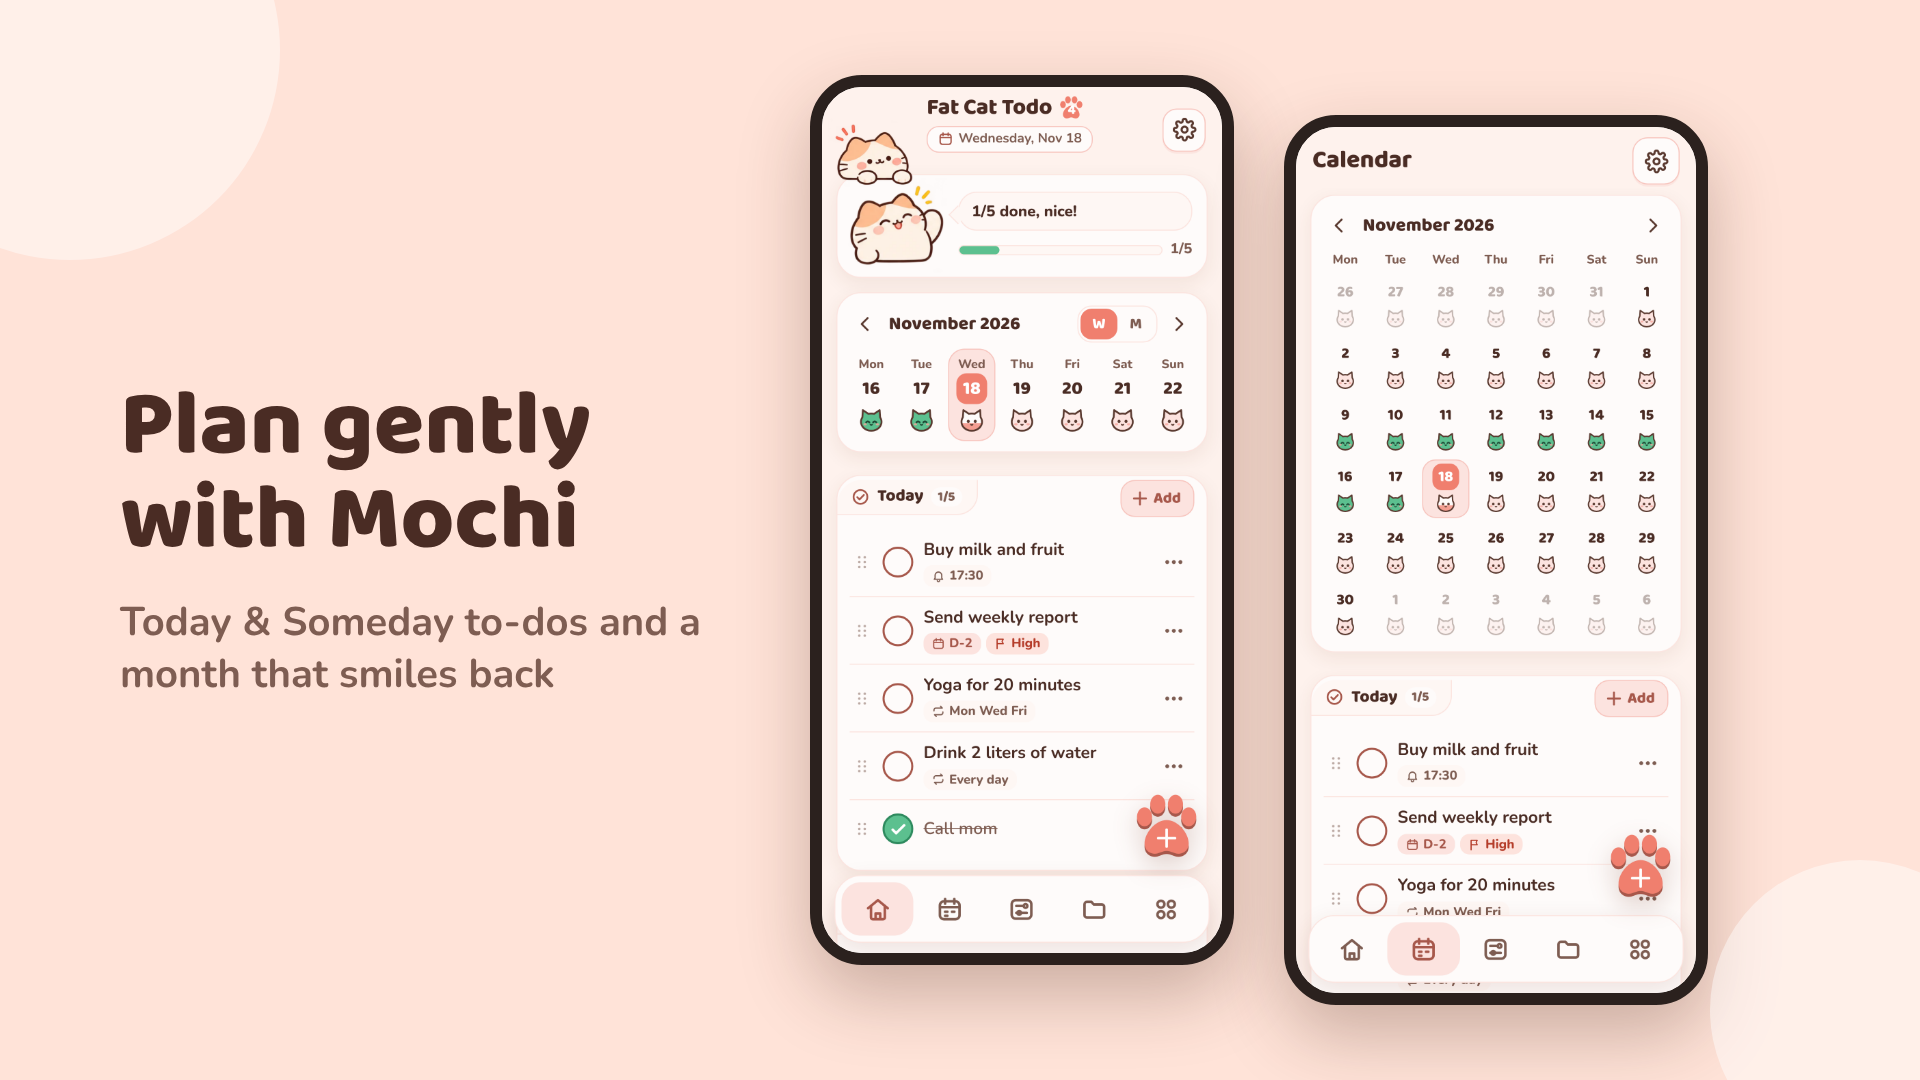 Plan gently
with Mochi
Today & Someday to-dos and a
month that smiles back
Fat Cat Todo 4
Wednesday, Nov 18
1/5 done, nice!
1/5
November 2026 W M
Mon Tue Wed Thu Fri Sat Sun
16 17 18 19 20 21 22
Today 1/5 + Add
Buy milk and fruit
17:30
Send weekly report
D-2 High
Yoga for 20 minutes
Mon Wed Fri
Drink 2 liters of water
Every day
Call mom
Calendar
November 2026
Mon Tue Wed Thu Fri Sat Sun
26 27 28 29 30 31 1
2 3 4 5 6 7 8
9 10 11 12 13 14 15
16 17 18 19 20 21 22
23 24 25 26 27 28 29
30 1 2 3 4 5 6
Today 1/5 + Add
Buy milk and fruit
17:30
Send weekly report
D-2 High
Yoga for 20 minutes
Mon Wed Fri